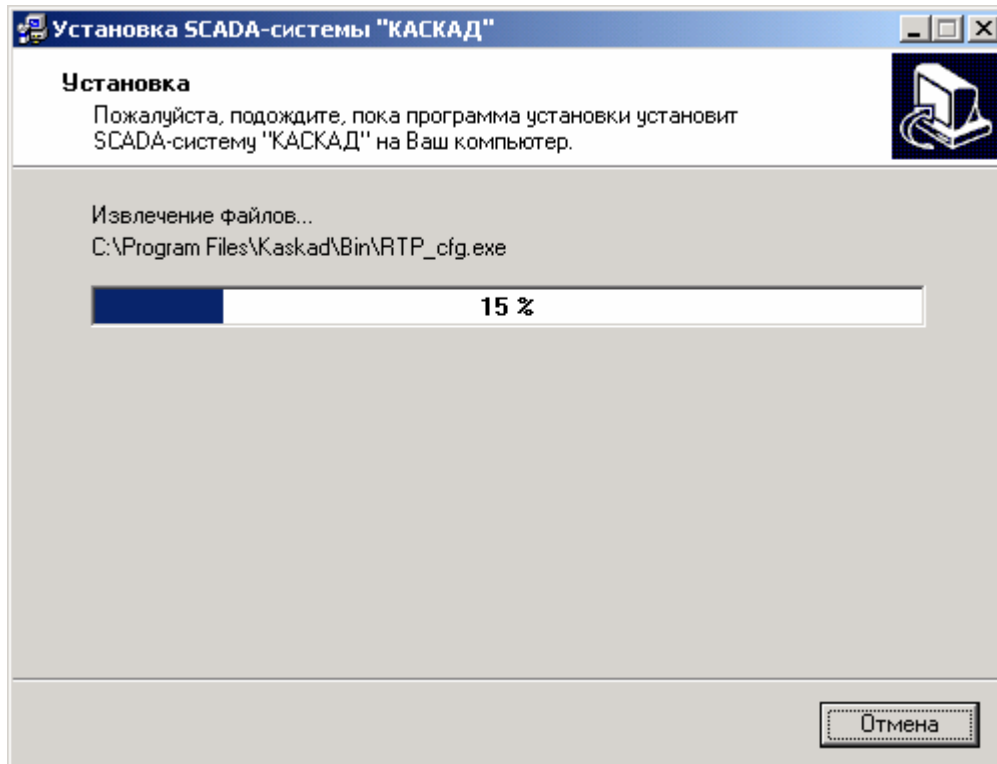 Установка SCADA-системы "КАСКАД"
Установка
Пожалуйста, подождите, пока программа установки установит
SCADA-систему "КАСКАД" на Ваш компьютер.
Извлечение файлов...
C:\Program Files\Kaskad\Bin\RTP_cfg.exe
15 %
Отмена